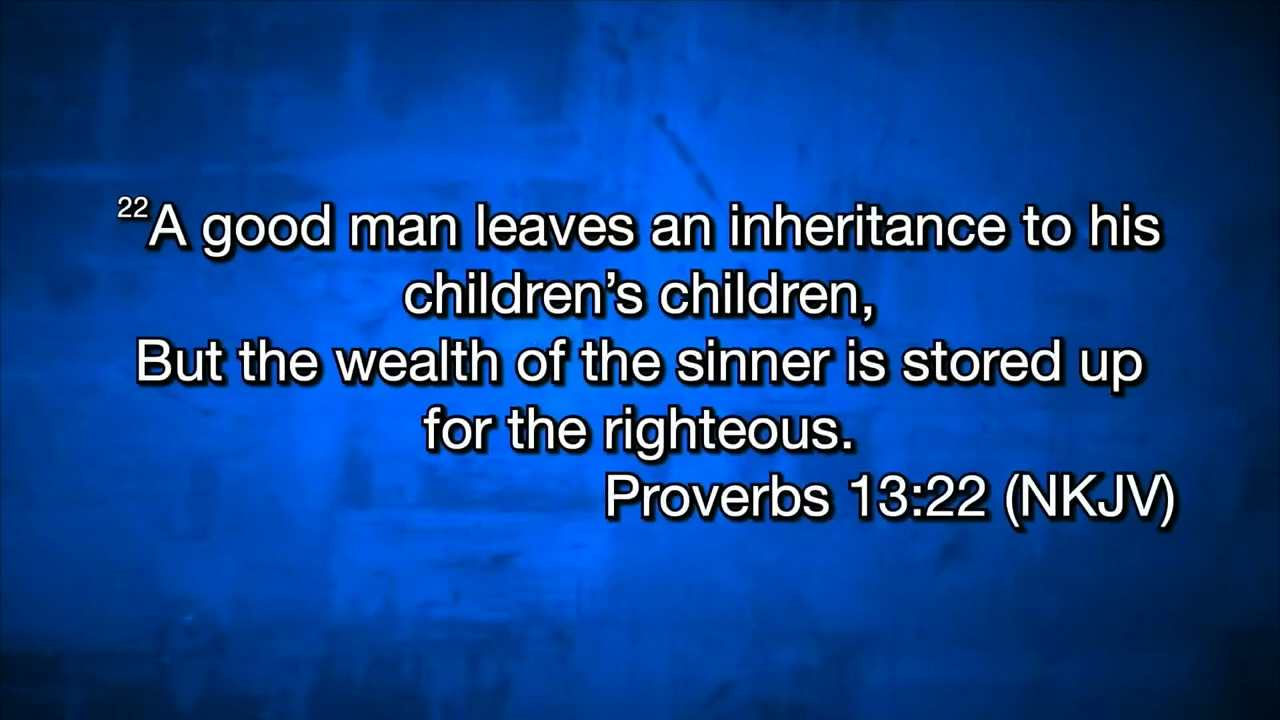 ²²A good man leaves an inheritance to his
children’s children,
But the wealth of the sinner is stored up
for the righteous.
Proverbs 13:22 (NKJV)